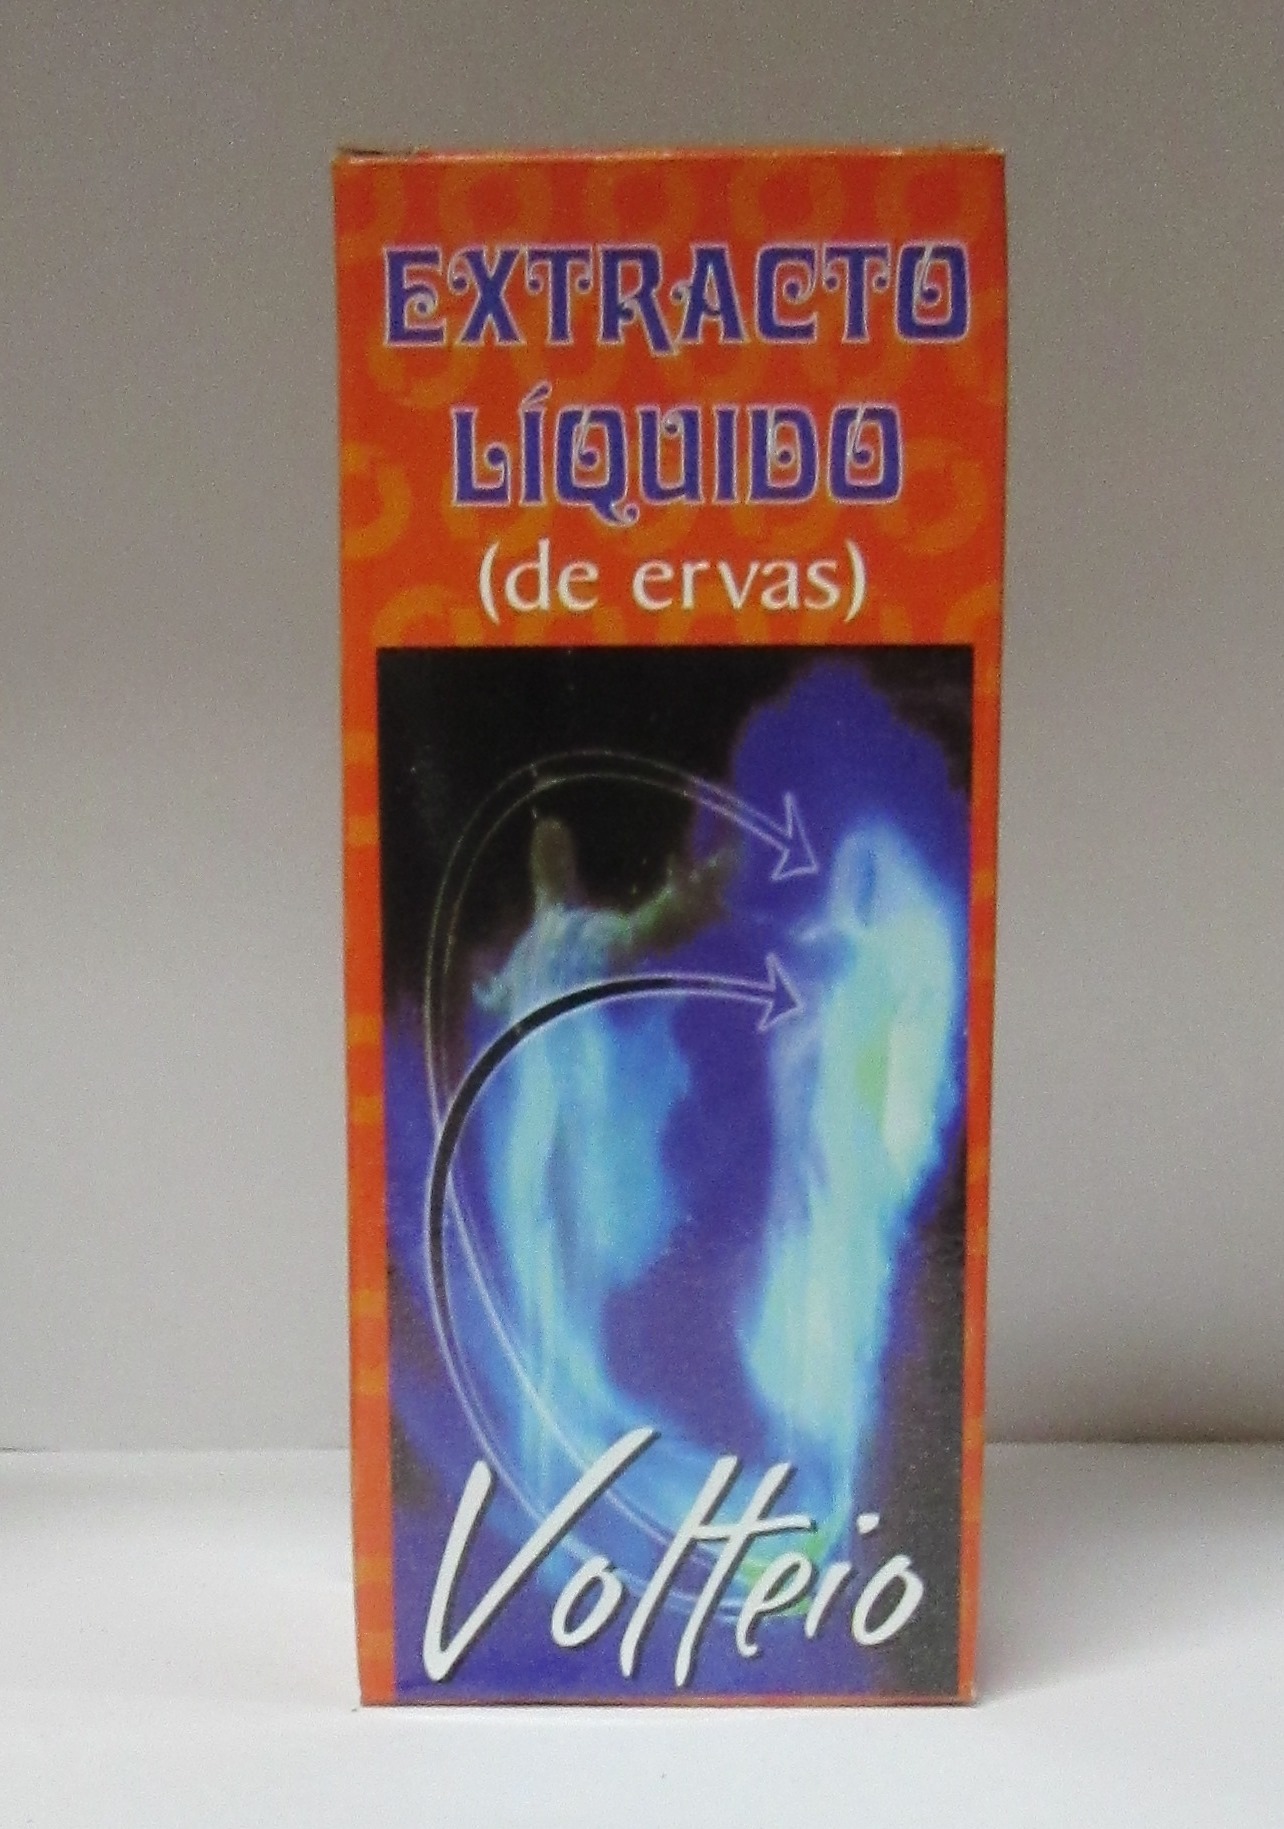 EXTRACTO
LÍQUIDO
(de ervas)
Volteio